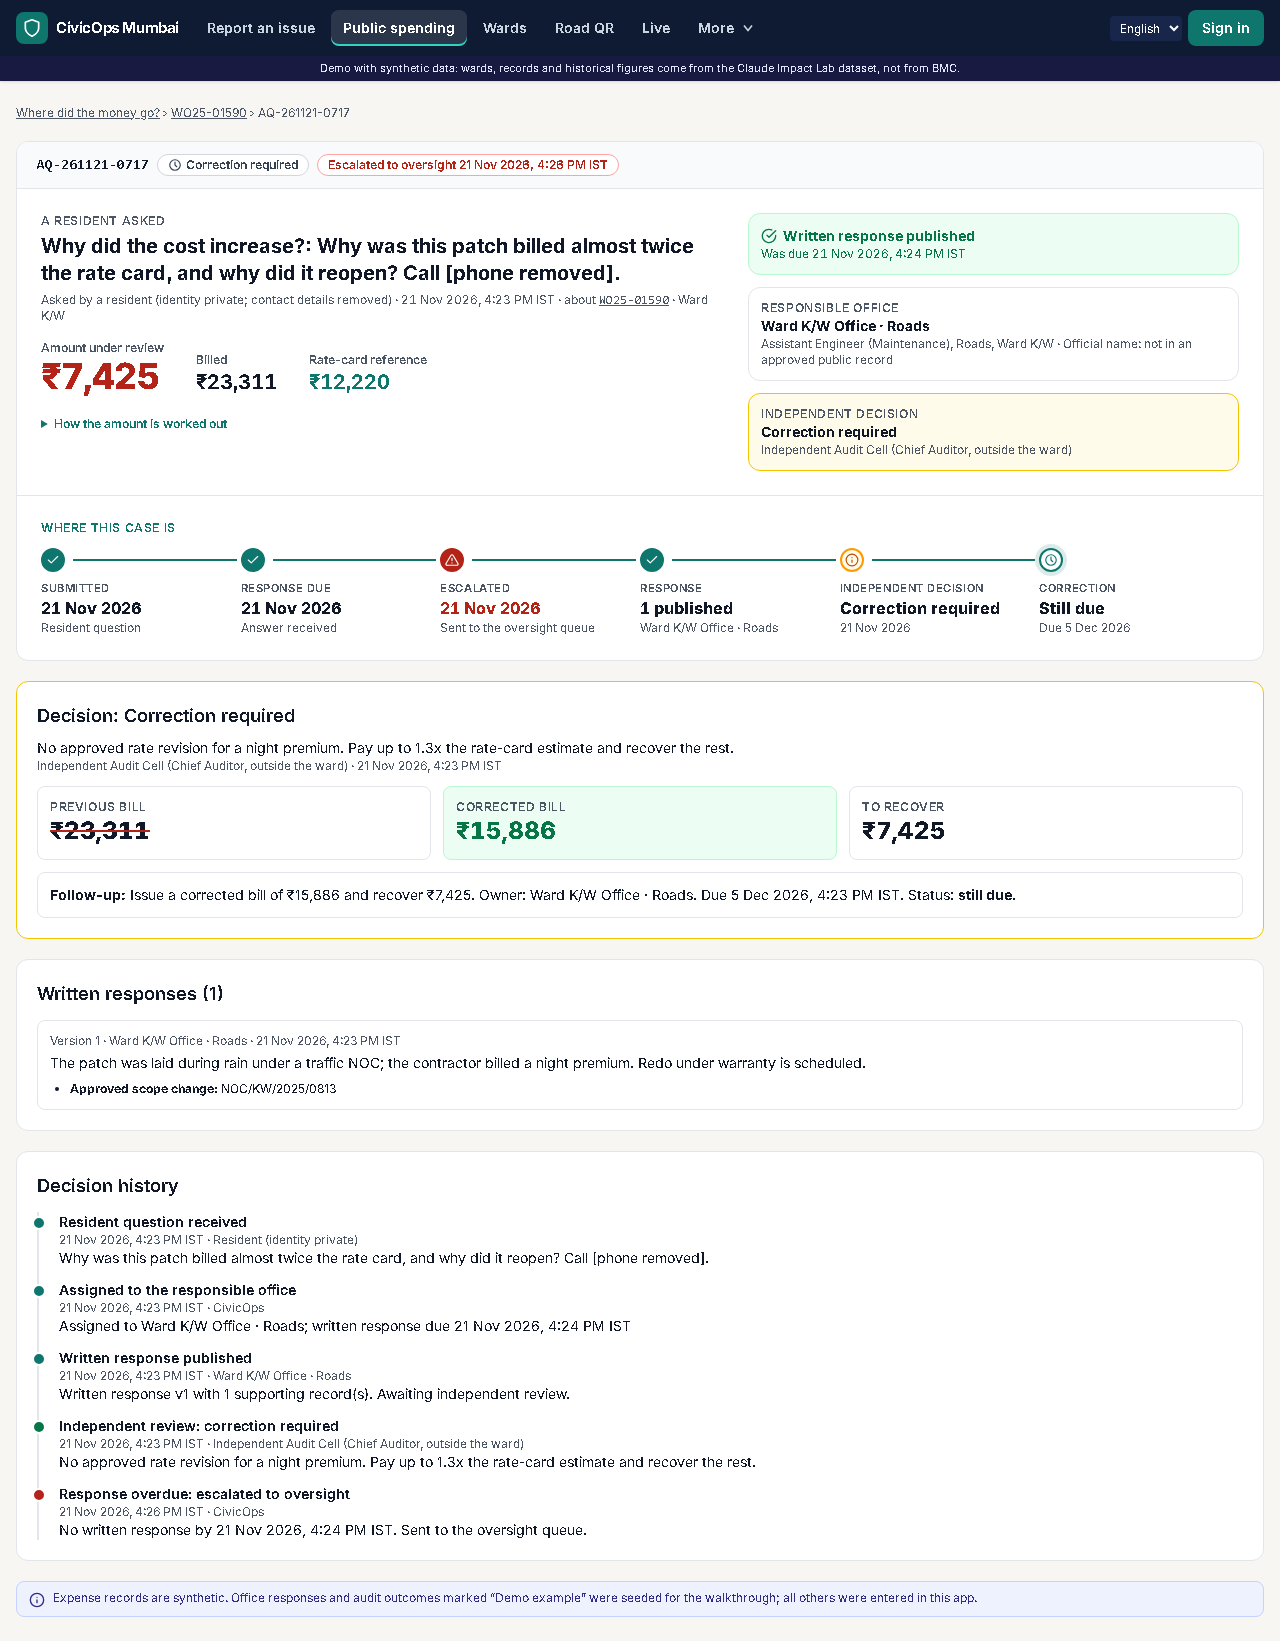 CivicOps Mumbai
Report an issue
Public spending
Wards
Road QR
Live
More
English
Sign in
Demo with synthetic data: wards, records and historical figures come from the Claude Impact Lab dataset, not from BMC.
Where did the money go? › WO25-01590 › AQ-261121-0717
AQ-261121-0717
Correction required
Escalated to oversight 21 Nov 2026, 4:26 PM IST
A RESIDENT ASKED
Why did the cost increase?: Why was this patch billed almost twice
the rate card, and why did it reopen? Call [phone removed].
Asked by a resident (identity private; contact details removed) · 21 Nov 2026, 4:23 PM IST · about WO25-01590 · Ward
K/W
Amount under review
₹7,425
Billed
₹23,311
Rate-card reference
₹12,220
How the amount is worked out
Written response published
Was due 21 Nov 2026, 4:24 PM IST
RESPONSIBLE OFFICE
Ward K/W Office · Roads
Assistant Engineer (Maintenance), Roads, Ward K/W · Official name: not in an
approved public record
INDEPENDENT DECISION
Correction required
Independent Audit Cell (Chief Auditor, outside the ward)
WHERE THIS CASE IS
SUBMITTED
21 Nov 2026
Resident question
RESPONSE DUE
21 Nov 2026
Answer received
ESCALATED
21 Nov 2026
Sent to the oversight queue
RESPONSE
1 published
Ward K/W Office · Roads
INDEPENDENT DECISION
Correction required
21 Nov 2026
CORRECTION
Still due
Due 5 Dec 2026
Decision: Correction required
No approved rate revision for a night premium. Pay up to 1.3x the rate-card estimate and recover the rest.
Independent Audit Cell (Chief Auditor, outside the ward) · 21 Nov 2026, 4:23 PM IST
PREVIOUS BILL
₹23,311
CORRECTED BILL
₹15,886
TO RECOVER
₹7,425
Follow-up: Issue a corrected bill of ₹15,886 and recover ₹7,425. Owner: Ward K/W Office · Roads. Due 5 Dec 2026, 4:23 PM IST. Status: still due.
Written responses (1)
Version 1 · Ward K/W Office · Roads · 21 Nov 2026, 4:23 PM IST
The patch was laid during rain under a traffic NOC; the contractor billed a night premium. Redo under warranty is scheduled.
• Approved scope change: NOC/KW/2025/0813
Decision history
Resident question received
21 Nov 2026, 4:23 PM IST · Resident (identity private)
Why was this patch billed almost twice the rate card, and why did it reopen? Call [phone removed].
Assigned to the responsible office
21 Nov 2026, 4:23 PM IST · CivicOps
Assigned to Ward K/W Office · Roads; written response due 21 Nov 2026, 4:24 PM IST
Written response published
21 Nov 2026, 4:23 PM IST · Ward K/W Office · Roads
Written response v1 with 1 supporting record(s). Awaiting independent review.
Independent review: correction required
21 Nov 2026, 4:23 PM IST · Independent Audit Cell (Chief Auditor, outside the ward)
No approved rate revision for a night premium. Pay up to 1.3x the rate-card estimate and recover the rest.
Response overdue: escalated to oversight
21 Nov 2026, 4:26 PM IST · CivicOps
No written response by 21 Nov 2026, 4:24 PM IST. Sent to the oversight queue.
Expense records are synthetic. Office responses and audit outcomes marked “Demo example” were seeded for the walkthrough; all others were entered in this app.